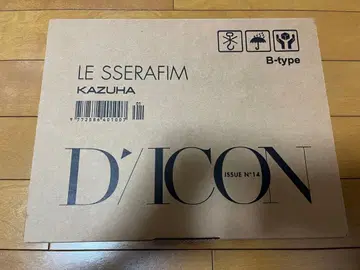 B-type
LE SSERAFIM
KAZUHA
D'/ICON
ISSUE N°14